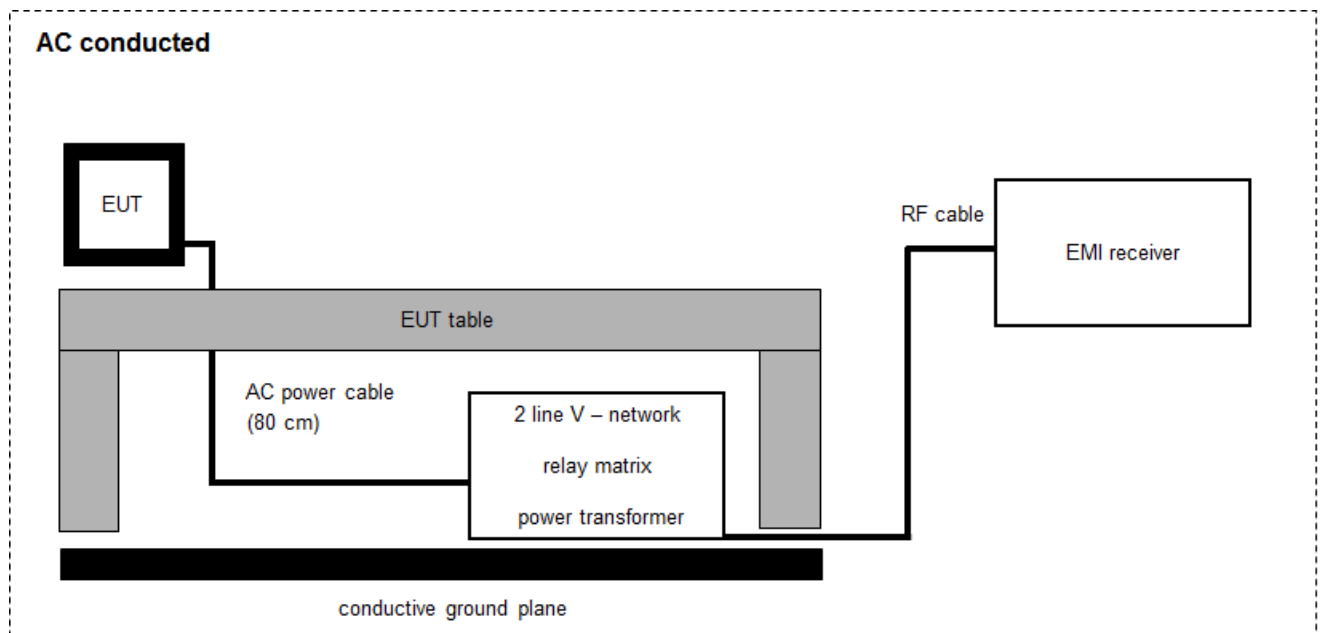 AC conducted
EUT
RF cable
EMI receiver
EUT table
AC power cable
(80 cm)
2 line V – network
relay matrix
power transformer
conductive ground plane